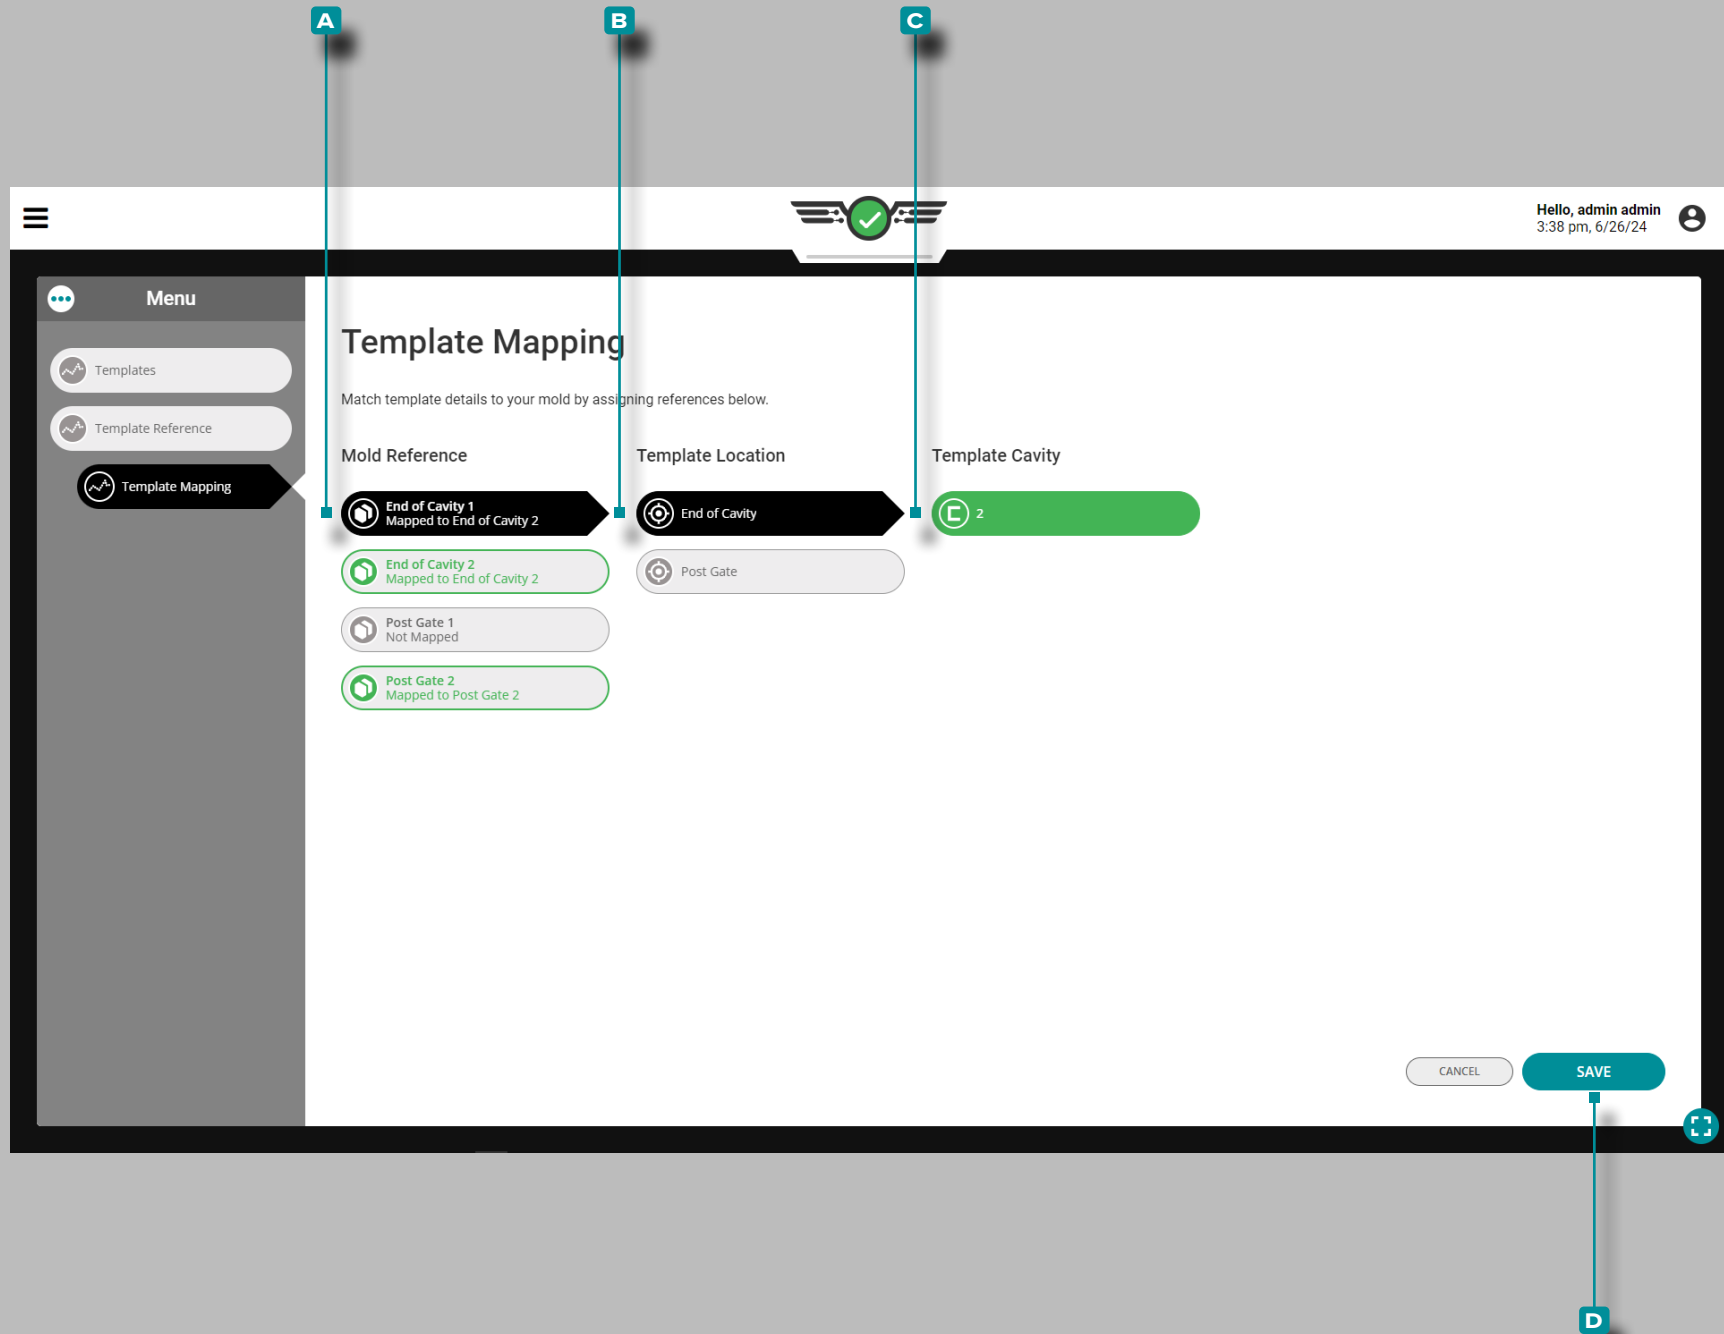 A
B
C
Hello, admin admin
3:38 pm, 6/26/24
Menu
Templates
Template Reference
Template Mapping
Template Mapping
Match template details to your mold by assigning references below.
Mold Reference
End of Cavity 1
Mapped to End of Cavity 2
End of Cavity 2
Mapped to End of Cavity 2
Post Gate 1
Not Mapped
Post Gate 2
Mapped to Post Gate 2
Template Location
End of Cavity
Post Gate
Template Cavity
2
CANCEL
SAVE
D